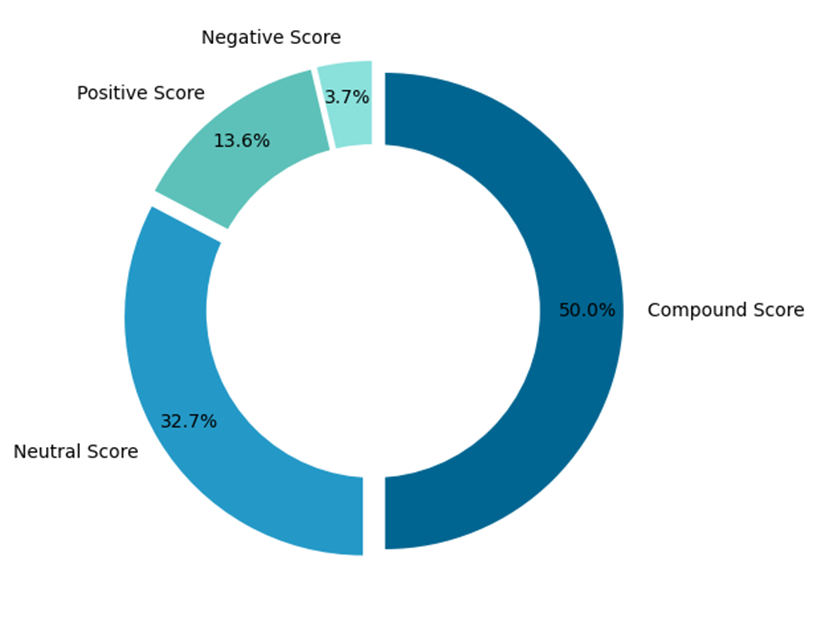 Negative Score
3.7%
Positive Score
13.6%
50.0%
Compound Score
32.7%
Neutral Score